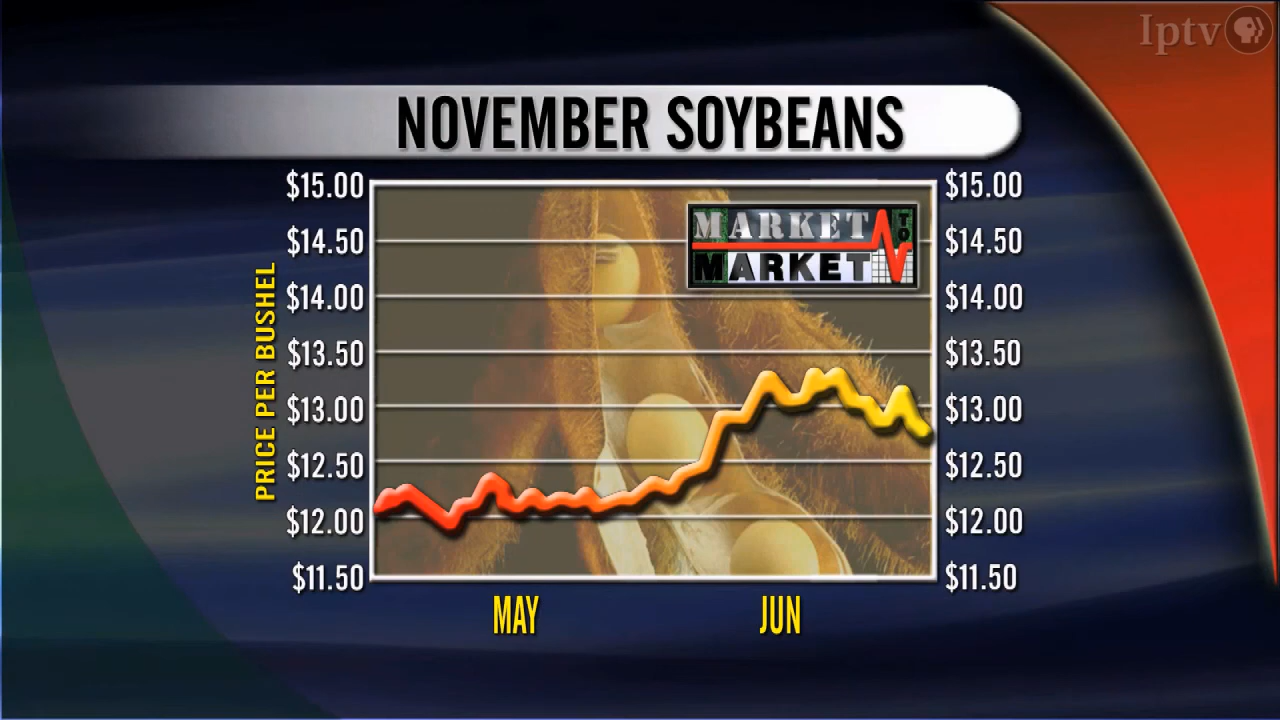 Iptv
NOVEMBER SOYBEANS
PRICE PER BUSHEL
$15.00
$14.50
$14.00
$13.50
$13.00
$12.50
$12.00
$11.50
MARKET TO
MARKET
$15.00
$14.50
$14.00
$13.50
$13.00
$12.50
$12.00
$11.50
MAY JUN